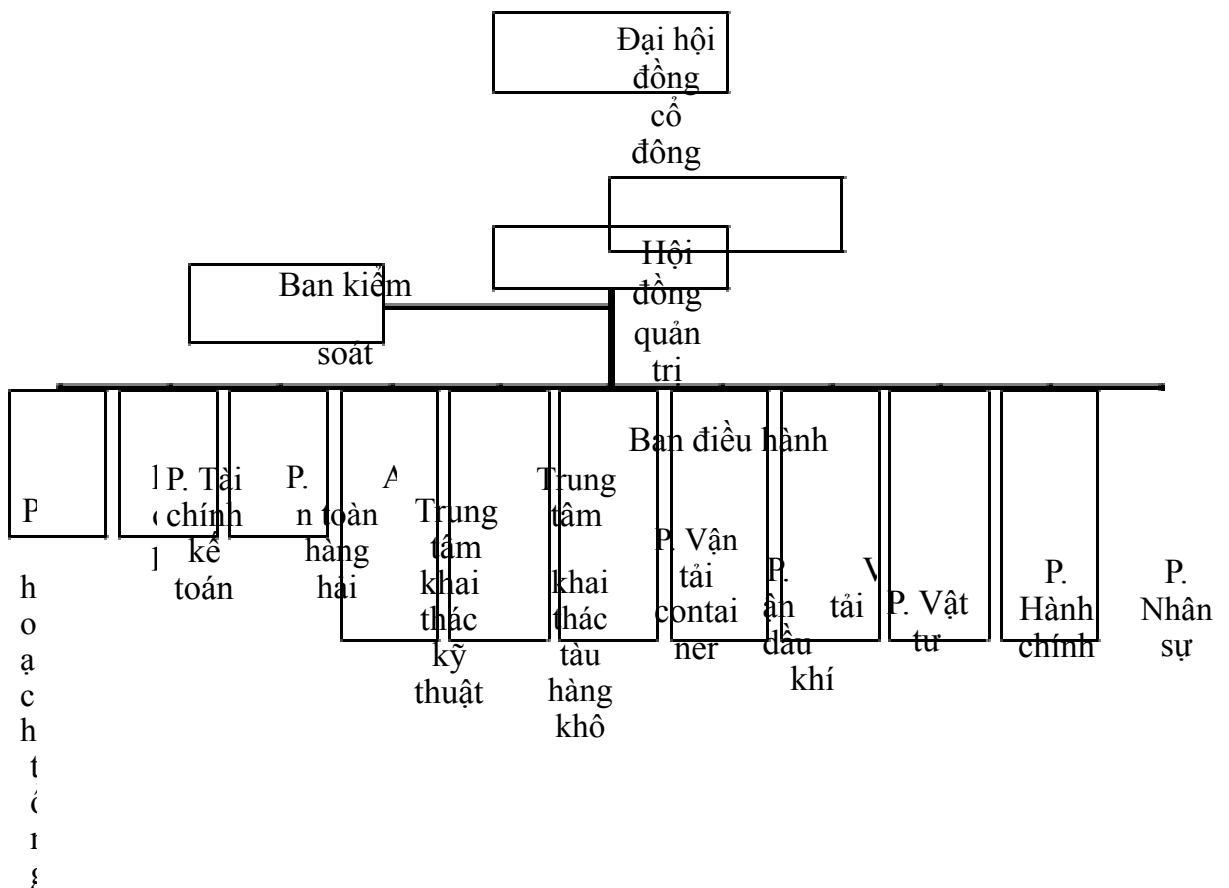 Đại hội
đồng
cổ
đông
Hội
đồng
quản
trị
Ban kiểm
soát
Ban điều hành
P
h
o
ạ
c
h
t
P. Tài
chính
kế
toán
P. A
n toàn
hàng
hải
Trung
tâm
khai
thác
kỹ
thuật
Trung
tâm
khai
thác
tàu
hàng
khô
P. Vận
tải
contai
ner
P. V
ận tải
dầu
khí
P. Vật
tư
P.
Hành
chính
P.
Nhân
sự